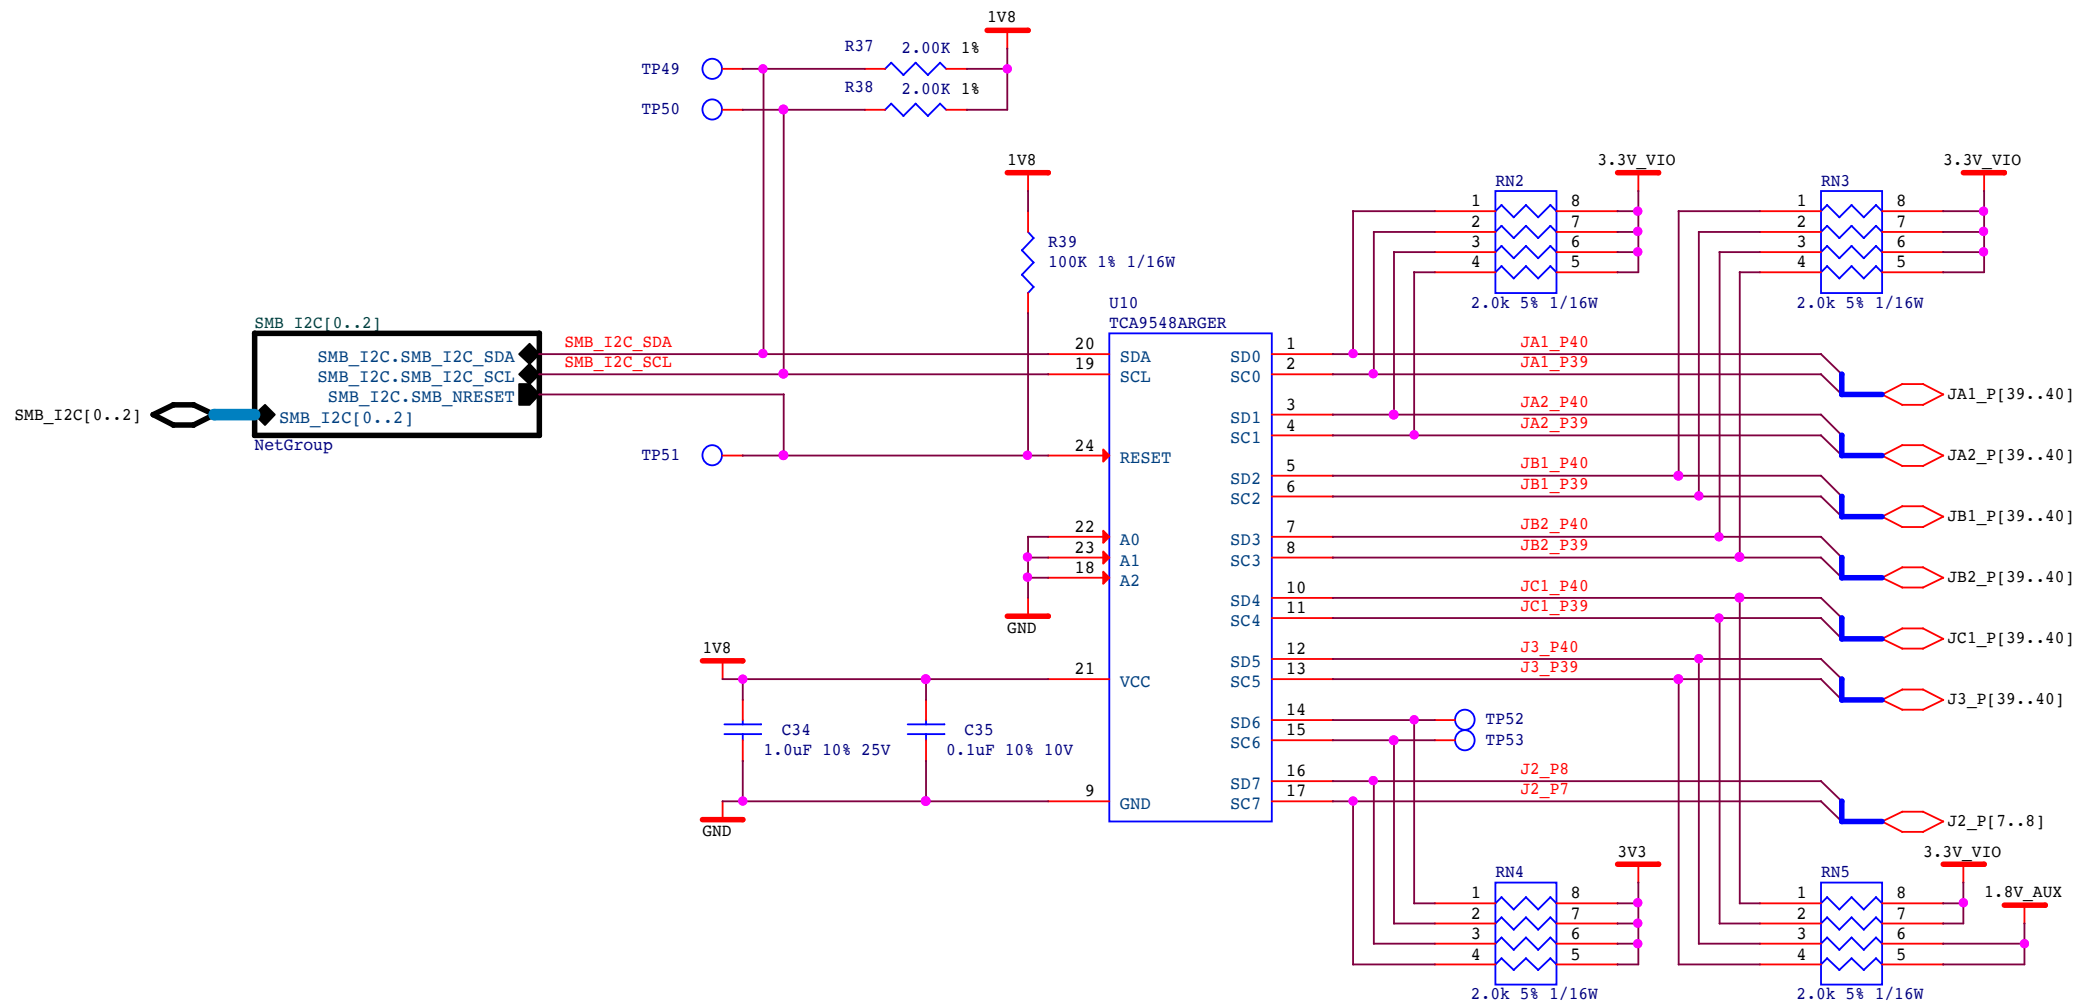 1V8
R37 2.00K 1%
TP49
R38 2.00K 1%
TP50
1V8
R39
100K 1% 1/16W
3.3V_VIO
RN2
1 8
2 7
3 6
4 5
2.0k 5% 1/16W
3.3V_VIO
RN3
1 8
2 7
3 6
4 5
2.0k 5% 1/16W
SMB_I2C[0..2]
SMB_I2C.SMB_I2C_SDA
SMB_I2C.SMB_I2C_SCL
SMB_I2C.SMB_NRESET
SMB_I2C[0..2]
SMB_I2C[0..2]
NetGroup
SMB_I2C_SDA
SMB_I2C_SCL
TP51
U10
TCA9548ARGER
20 SDA
19 SCL
24 RESET
22 A0
23 A1
18 A2
GND
1V8
21 VCC
C34
1.0uF 10% 25V
C35
0.1uF 10% 10V
9 GND
GND
SD0 1 JA1_P40
SC0 2 JA1_P39
JA1_P[39..40]
SD1 3 JA2_P40
SC1 4 JA2_P39
JA2_P[39..40]
SD2 5 JB1_P40
SC2 6 JB1_P39
JB1_P[39..40]
SD3 7 JB2_P40
SC3 8 JB2_P39
JB2_P[39..40]
SD4 10 JC1_P40
SC4 11 JC1_P39
JC1_P[39..40]
SD5 12 J3_P40
SC5 13 J3_P39
J3_P[39..40]
SD6 14 TP52
SC6 15 TP53
SD7 16 J2_P8
SC7 17 J2_P7
J2_P[7..8]
3V3
RN4
1 8
2 7
3 6
4 5
2.0k 5% 1/16W
3.3V_VIO
1.8V_AUX
RN5
1 8
2 7
3 6
4 5
2.0k 5% 1/16W